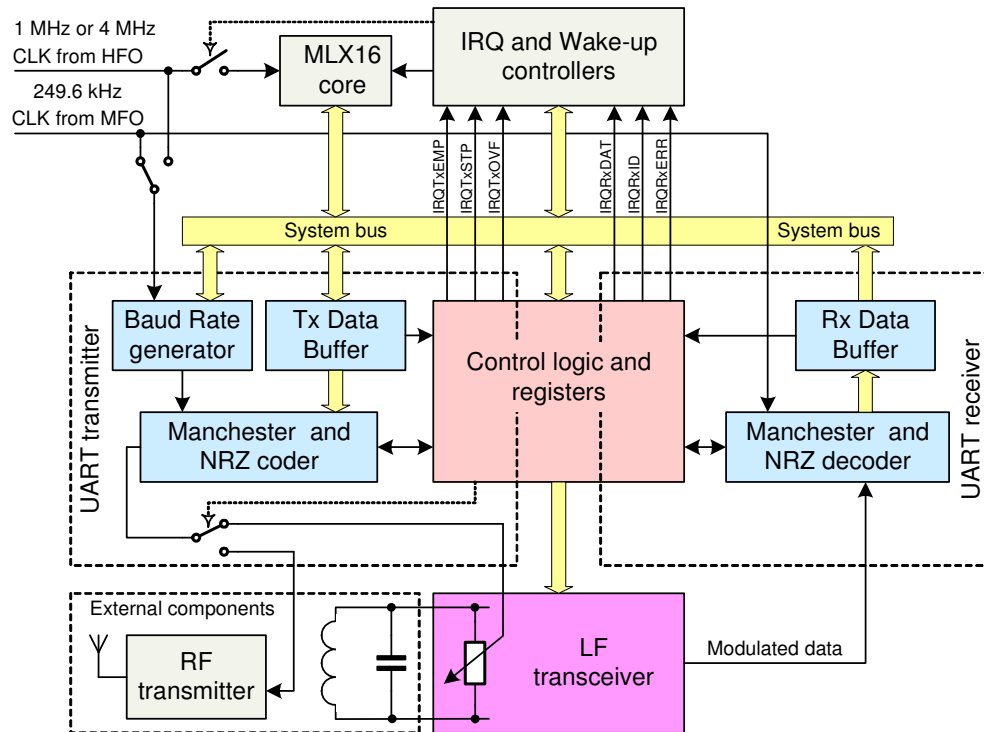 1 MHz or 4 MHz
CLK from HFO
249.6 kHz
CLK from MFO
MLX16
core
IRQ and Wake-up
controllers
IRQTxEMP
IRQTxSTP
IRQTxOVF
IRQRxDAT
IRQRxID
IRQRxERR
System bus
System bus
UART transmitter
Baud Rate
generator
Tx Data
Buffer
Control logic and
registers
Rx Data
Buffer
UART receiver
Manchester and
NRZ coder
Manchester and
NRZ decoder
External components
RF
transmitter
LF
transceiver
Modulated data